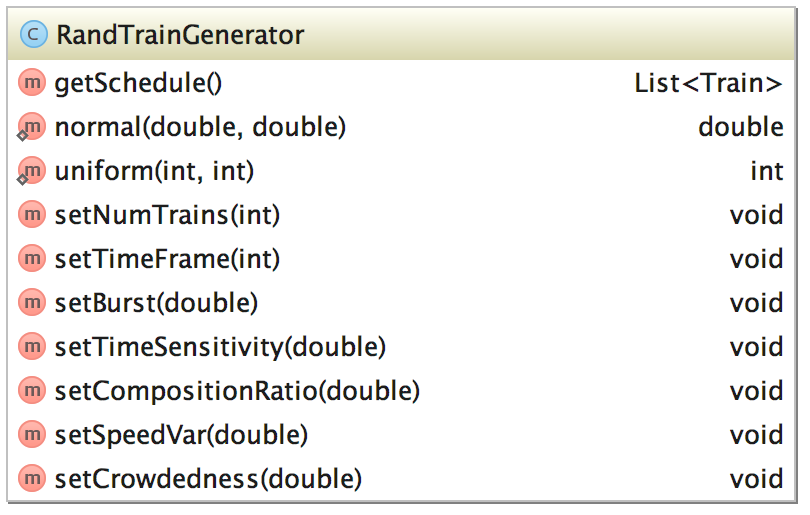 C RandTrainGenerator
m getSchedule() List<Train>
m normal(double, double) double
m uniform(int, int) int
m setNumTrains(int) void
m setTimeFrame(int) void
m setBurst(double) void
m setTimeSensitivity(double) void
m setCompositionRatio(double) void
m setSpeedVar(double) void
m setCrowdedness(double) void